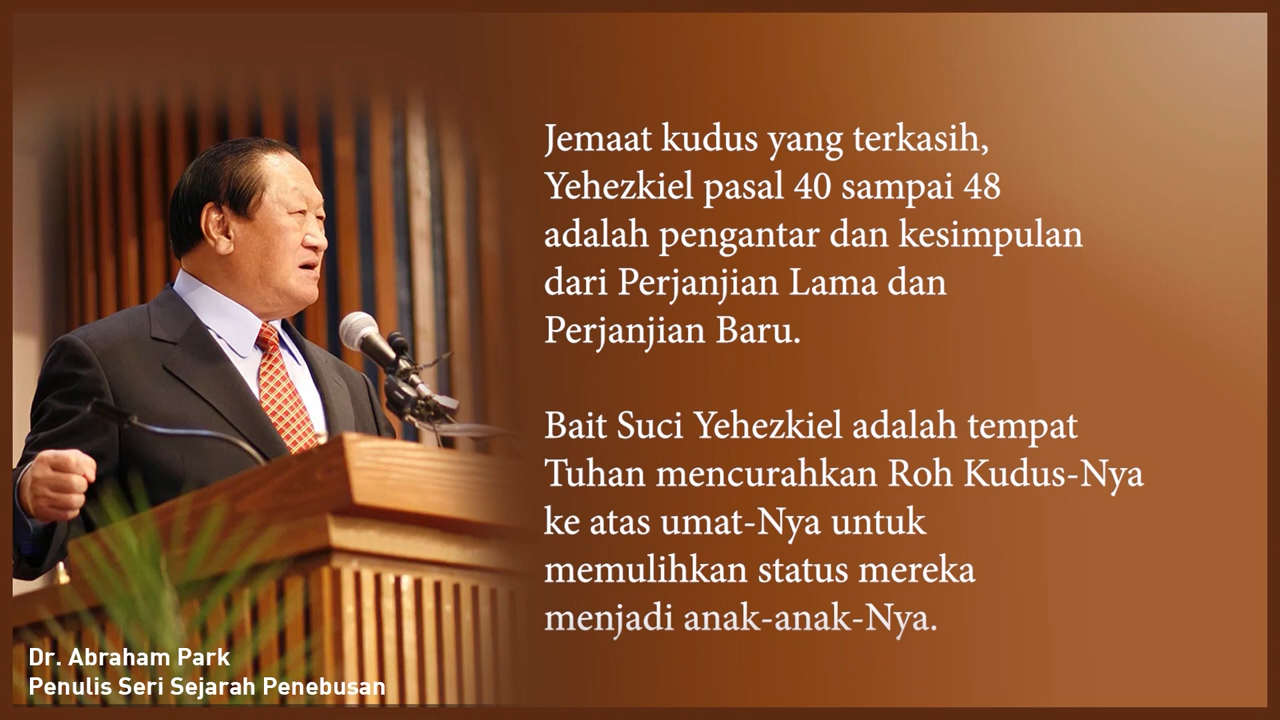 Jemaat kudus yang terkasih,
Yehezkiel pasal 40 sampai 48
adalah pengantar dan kesimpulan
dari Perjanjian Lama dan
Perjanjian Baru.
Bait Suci Yehezkiel adalah tempat
Tuhan mencurahkan Roh Kudus-Nya
ke atas umat-Nya untuk
memulihkan status mereka
menjadi anak-anak-Nya.
Dr. Abraham Park
Penulis Seri Sejarah Penebusan